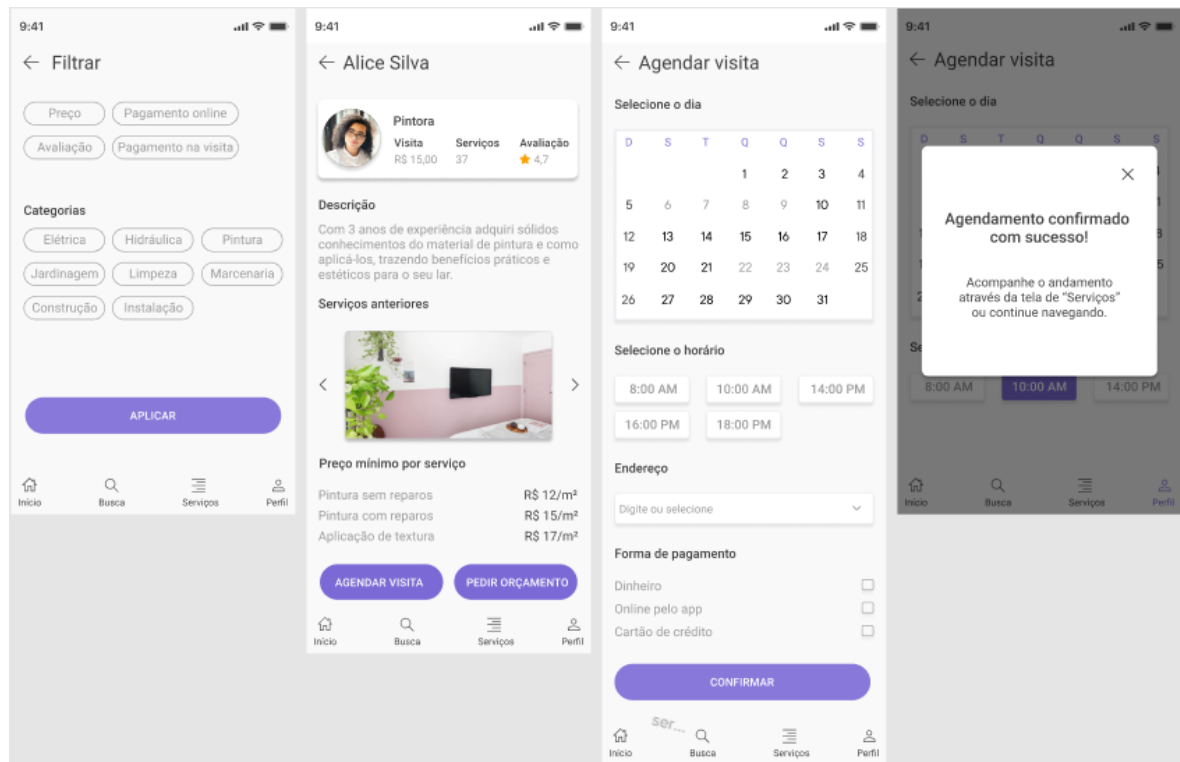 9:41
← Filtrar
Preço Pagamento online
Avaliação Pagamento na visita
Categorias
Elétrica Hidráulica Pintura
Jardinagem Limpeza Marcenaria
Construção Instalação
APLICAR
Início Busca Serviços Perfil
9:41
← Alice Silva
Pintora
Visita Serviços Avaliação
R$ 15,00 37 4,7
Descrição
Com 3 anos de experiência adquiri sólidos
conhecimentos do material de pintura e como
aplicá-los, trazendo benefícios práticos e
estéticos para o seu lar.
Serviços anteriores
Preço mínimo por serviço
Pintura sem reparos R$ 12/m²
Pintura com reparos R$ 15/m²
Aplicação de textura R$ 17/m²
AGENDAR VISITA PEDIR ORÇAMENTO
Início Busca Serviços Perfil
9:41
← Agendar visita
Selecione o dia
D S T Q Q S S
1 2 3 4
5 6 7 8 9 10 11
12 13 14 15 16 17 18
19 20 21 22 23 24 25
26 27 28 29 30 31
Selecione o horário
8:00 AM 10:00 AM 14:00 PM
16:00 PM 18:00 PM
Endereço
Digite ou selecione
Forma de pagamento
Dinheiro
Online pelo app
Cartão de crédito
CONFIRMAR
ser...
Início Busca Serviços Perfil
9:41
← Agendar visita
Selecione o dia
D S T Q Q S S
Agendamento confirmado
com sucesso!
Acompanhe o andamento
através da tela de “Serviços”
ou continue navegando.
Se
8:00 AM 10:00 AM 14:00 PM
Início Busca Serviços Perfil